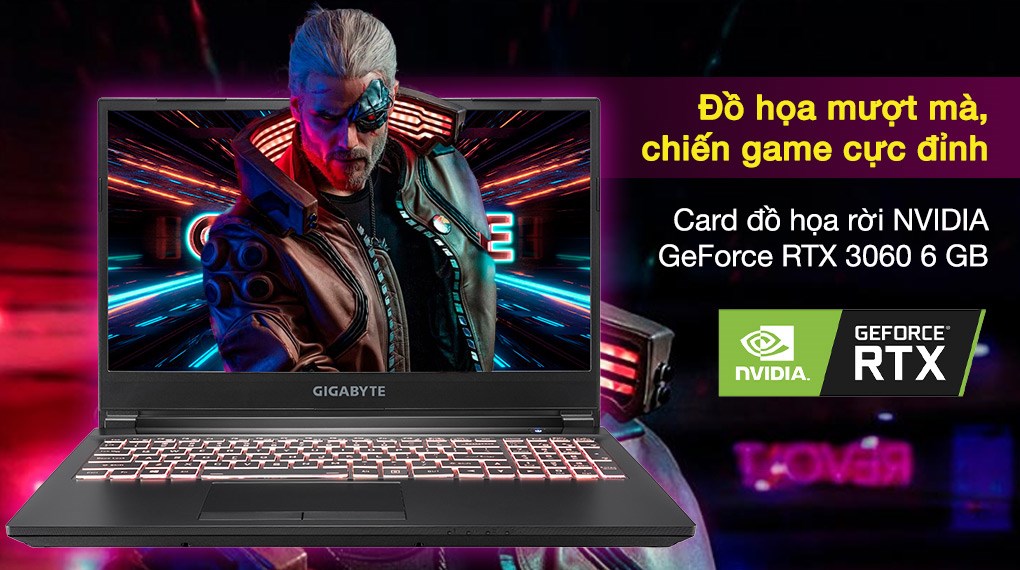 Đồ họa mượt mà,
chiến game cực đỉnh
Card đồ họa rời NVIDIA
GeForce RTX 3060 6 GB
NVIDIA.
GEFORCE®
RTX
GIGABYTE